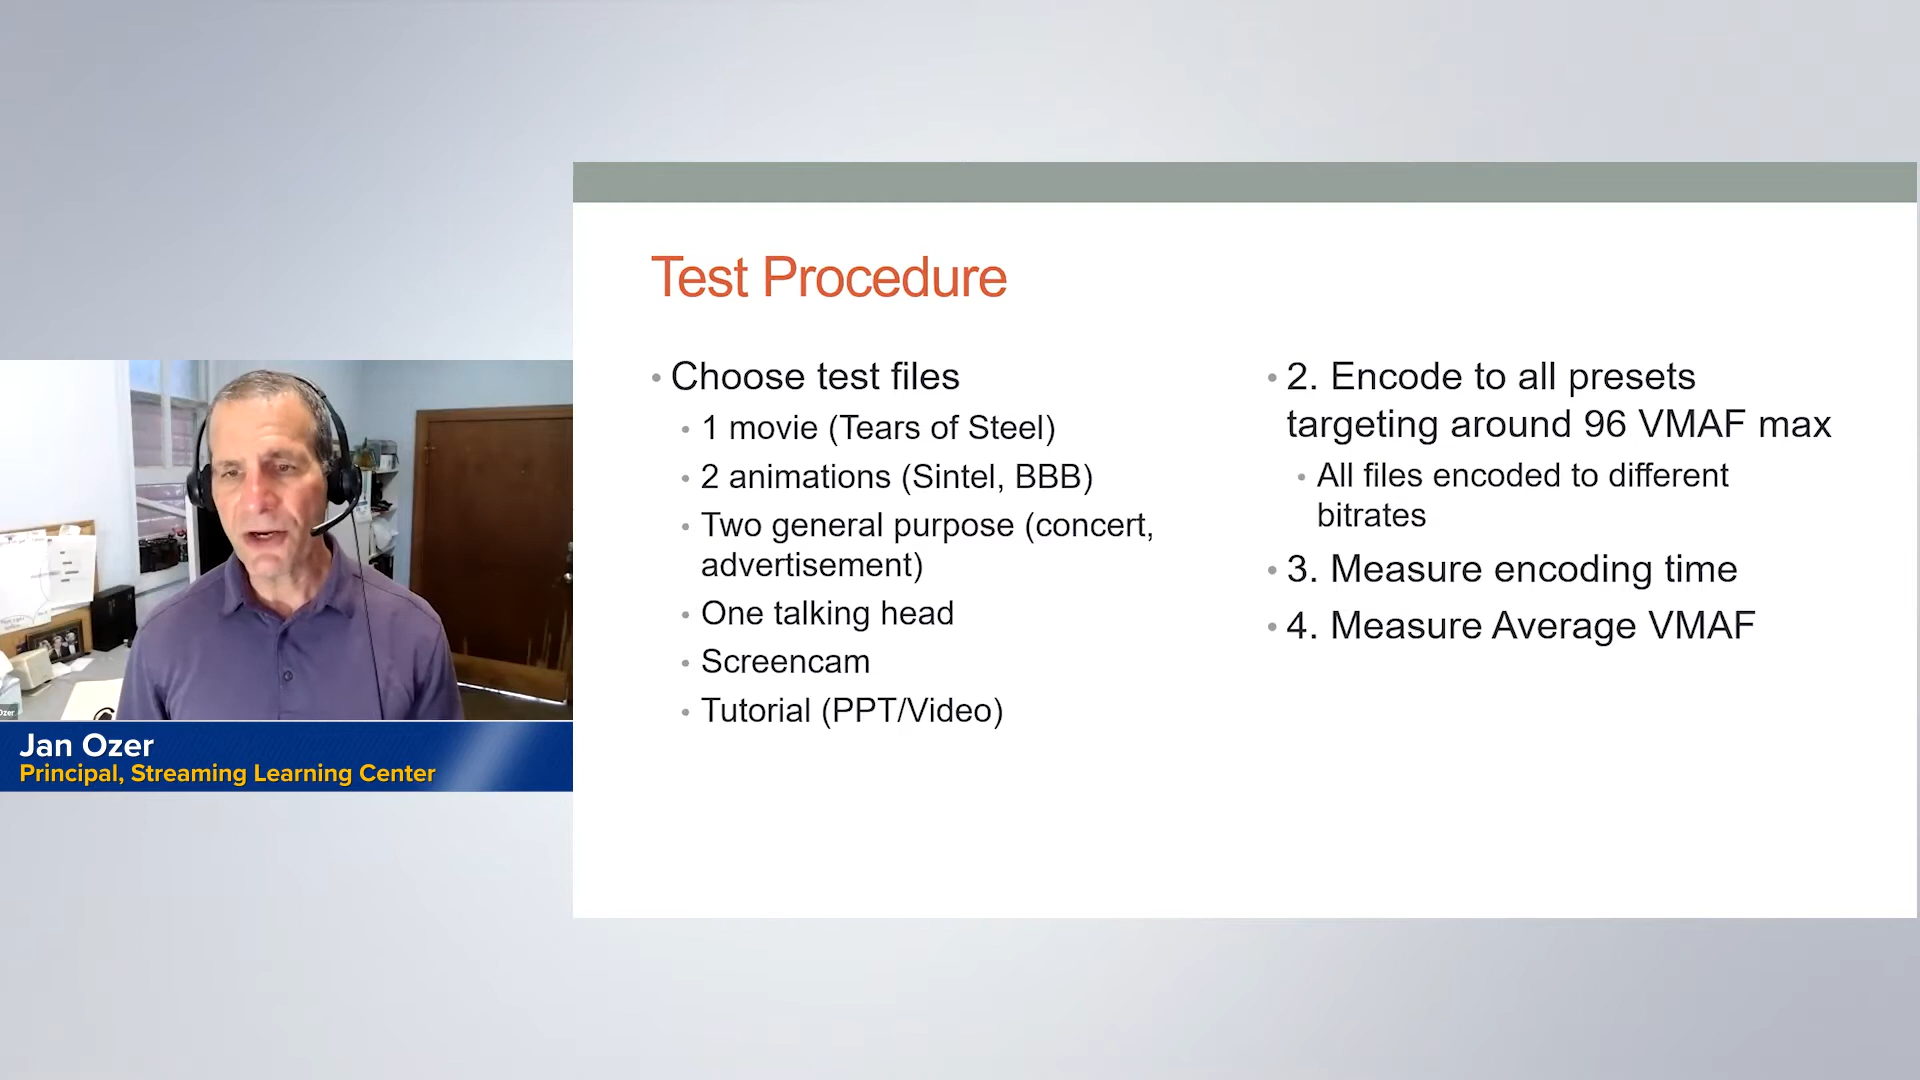 Test Procedure
• Choose test files
• 1 movie (Tears of Steel)
• 2 animations (Sintel, BBB)
• Two general purpose (concert,
advertisement)
• One talking head
• Screencam
• Tutorial (PPT/Video)
• 2. Encode to all presets
targeting around 96 VMAF max
• All files encoded to different
bitrates
• 3. Measure encoding time
• 4. Measure Average VMAF
Ozer
Jan Ozer
Principal, Streaming Learning Center